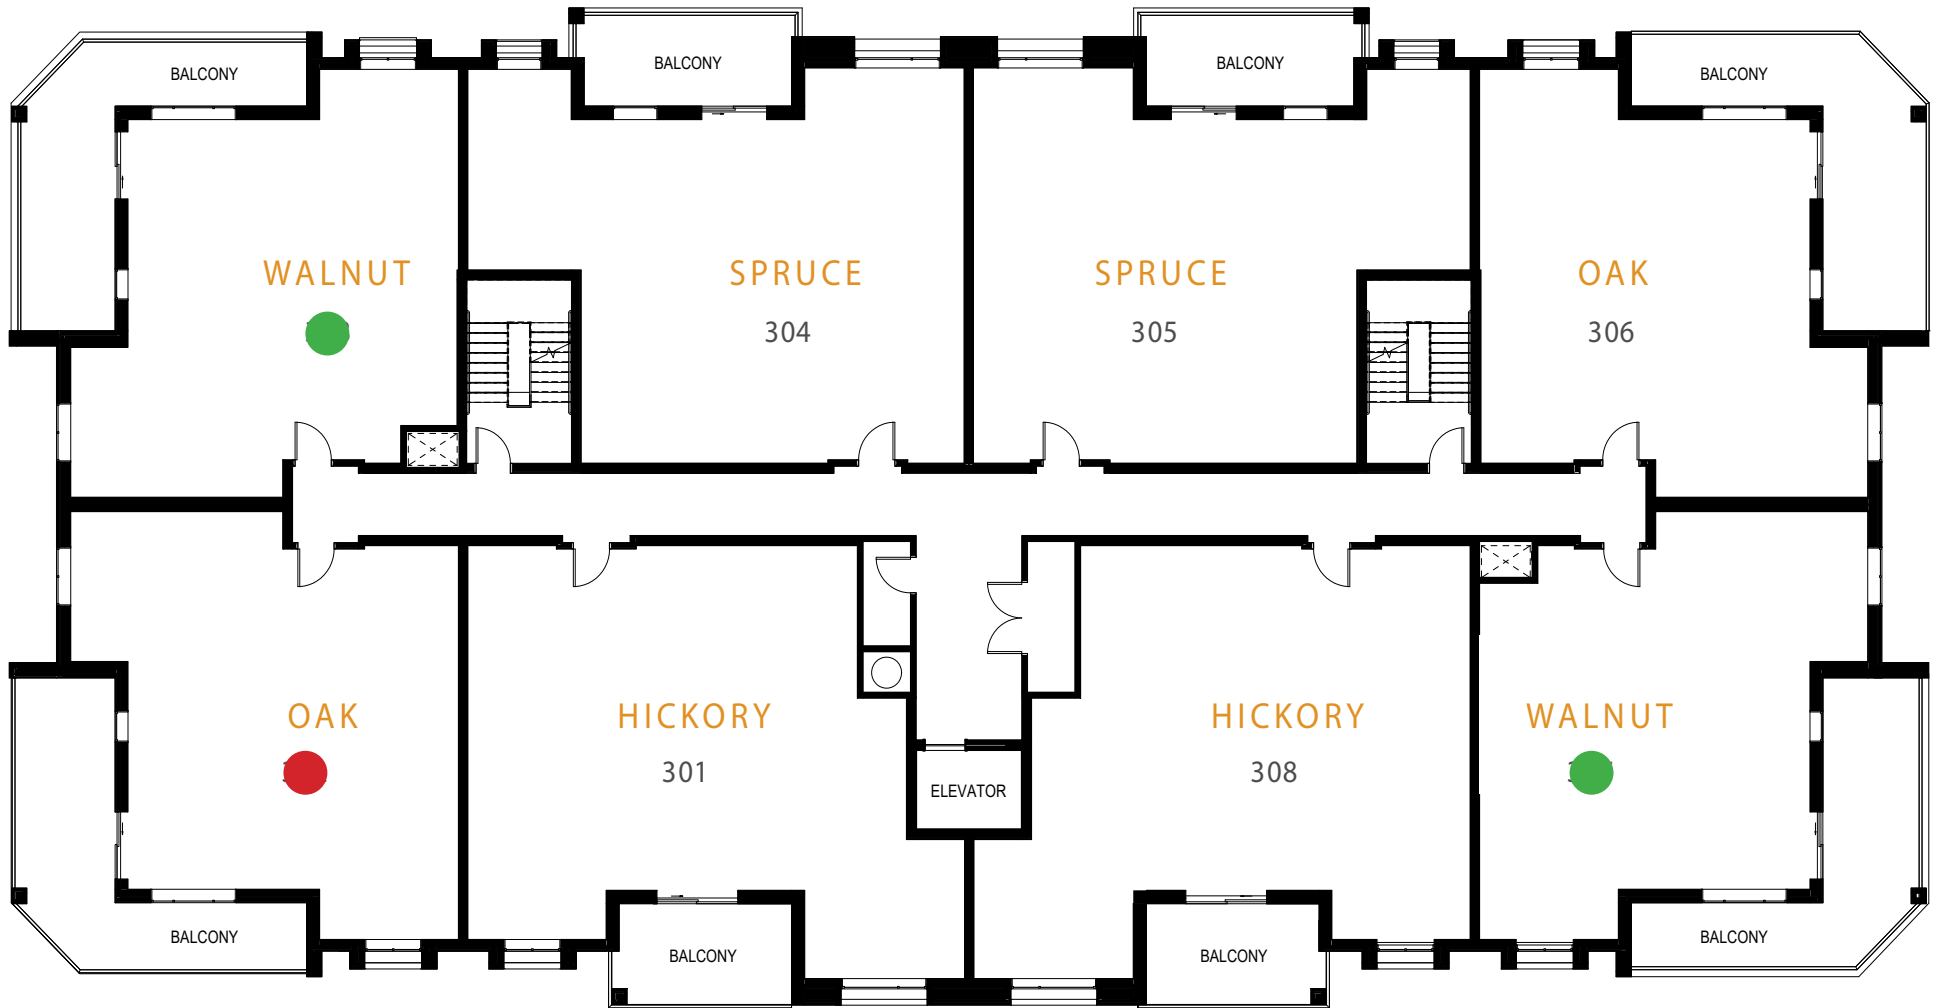 BALCONY
BALCONY
BALCONY
BALCONY
WALNUT
SPRUCE
304
SPRUCE
305
OAK
306
OAK
HICKORY
301
ELEVATOR
HICKORY
308
WALNUT
BALCONY
BALCONY
BALCONY
BALCONY